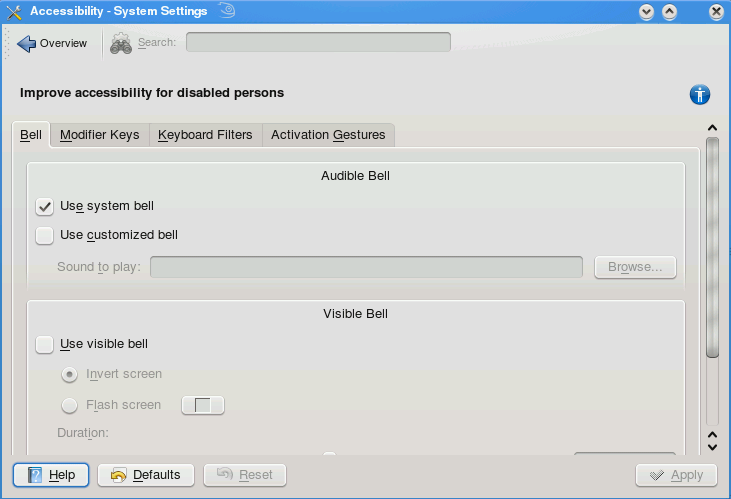 Accessibility - System Settings
Overview
Search:
Improve accessibility for disabled persons
Bell Modifier Keys Keyboard Filters Activation Gestures
Audible Bell
Use system bell
Use customized bell
Sound to play: Browse...
Visible Bell
Use visible bell
Invert screen
Flash screen
Duration:
Help Defaults Reset Apply